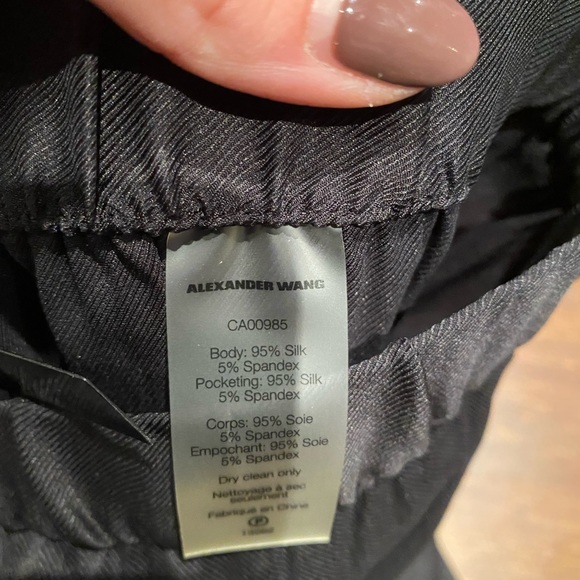 ALEXANDER WANG
CA00985
Body: 95% Silk
5% Spandex
Pocketing: 95% Silk
5% Spandex
Corps: 95% Soie
5% Spandex
Empochant: 95% Soie
5% Spandex
Dry clean only
Nettoyage à sec
seulement
Fabriqué en Chine
P